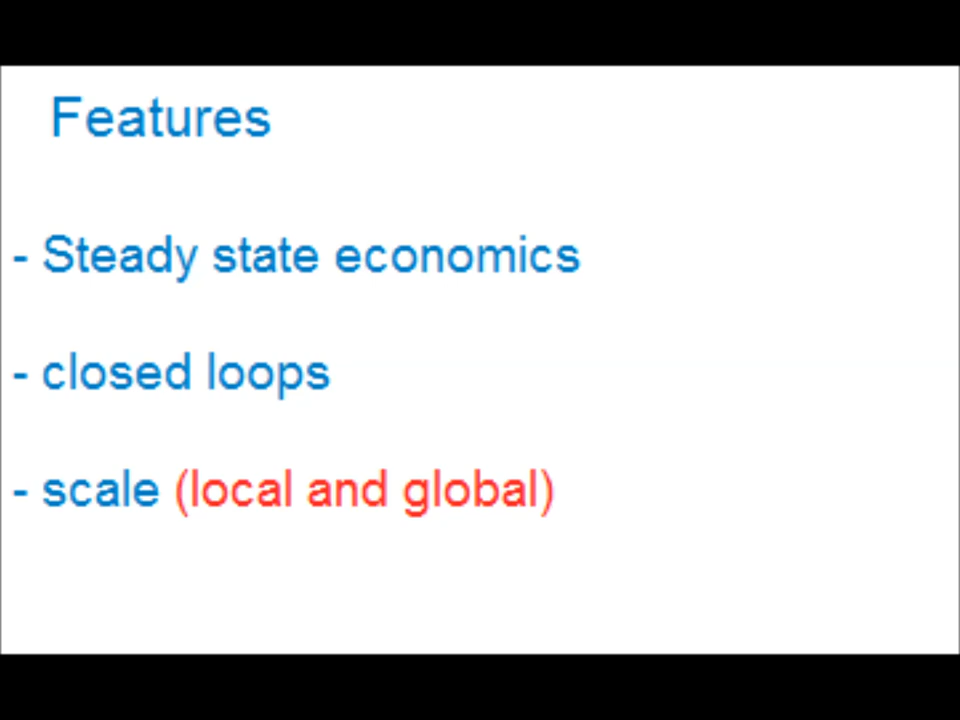 Features
- Steady state economics
- closed loops
- scale (local and global)